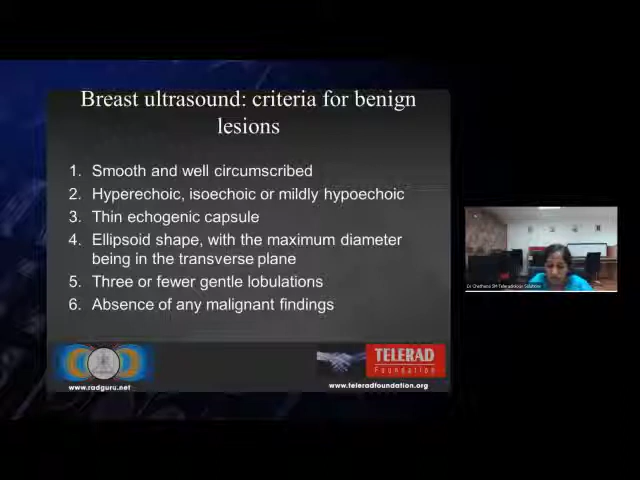 Breast ultrasound: criteria for benign
lesions
1. Smooth and well circumscribed
2. Hyperechoic, isoechoic or mildly hypoechoic
3. Thin echogenic capsule
4. Ellipsoid shape, with the maximum diameter
being in the transverse plane
5. Three or fewer gentle lobulations
6. Absence of any malignant findings
TELERAD
Foundation
www.radguru.net
www.teleradfoundation.org